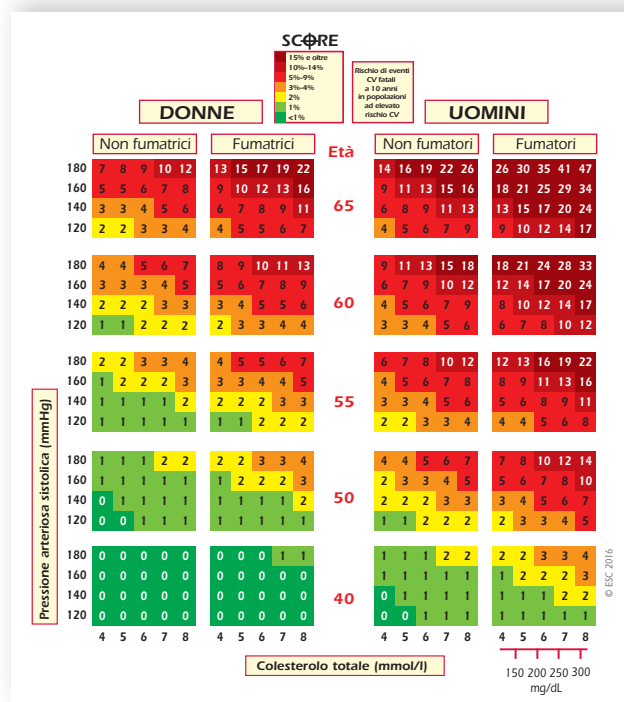 SCORE
15% e oltre
10%–14%
5%–9%
3%–4%
2%
1%
<1%
Rischio di eventi
CV fatali
a 10 anni
in popolazioni
ad elevato
rischio CV
DONNE
UOMINI
Non fumatrici
Fumatrici
Età
Non fumatori
Fumatori
180 7 8 9 10 12 13 15 17 19 22 14 16 19 22 26 26 30 35 41 47
160 5 5 6 7 8 9 10 12 13 16 9 11 13 15 16 18 21 25 29 34
140 3 3 4 5 6 6 7 8 9 11 6 8 9 11 13 13 15 17 20 24
65
120 2 2 3 3 4 4 5 5 6 7 4 5 6 7 9 9 10 12 14 17
180 4 4 5 6 7 8 9 10 11 13 9 11 13 15 18 18 21 24 28 33
160 3 3 3 4 5 5 6 7 8 9 6 7 9 10 12 12 14 17 20 24
60
140 2 2 2 3 3 3 4 5 5 6 4 5 6 7 9 8 10 12 14 17
120 1 1 2 2 2 2 3 3 4 4 3 3 4 5 6 6 7 8 10 12
180 2 2 3 3 4 4 5 5 6 7 6 7 8 10 12 12 13 16 19 22
160 1 2 2 2 3 3 3 4 4 5 4 5 6 7 8 8 9 11 13 16
55
140 1 1 1 1 2 2 2 2 3 3 3 3 4 5 6 5 6 8 9 11
120 1 1 1 1 1 1 1 2 2 2 2 2 3 3 4 4 4 5 6 8
180 1 1 1 2 2 2 2 3 3 4 4 4 5 6 7 7 8 10 12 14
160 1 1 1 1 1 1 2 2 2 3 2 3 3 4 5 5 6 7 8 10
50
140 0 1 1 1 1 1 1 1 1 2 2 2 2 3 3 3 4 5 6 7
120 0 0 1 1 1 1 1 1 1 1 1 1 2 2 2 2 3 3 4 5
180 0 0 0 0 0 0 0 0 1 1 1 1 1 2 2 2 2 3 3 4
160 0 0 0 0 0 0 0 0 0 0 1 1 1 1 1 1 2 2 2 3
40
140 0 0 0 0 0 0 0 0 0 0 0 1 1 1 1 1 1 1 2 2
120 0 0 0 0 0 0 0 0 0 0 0 0 1 1 1 1 1 1 1 1
4 5 6 7 8 4 5 6 7 8 4 5 6 7 8 4 5 6 7 8
Pressione arteriosa sistolica (mmHg)
© ESC 2016
Colesterolo totale (mmol/l)
150 200 250 300
mg/dL